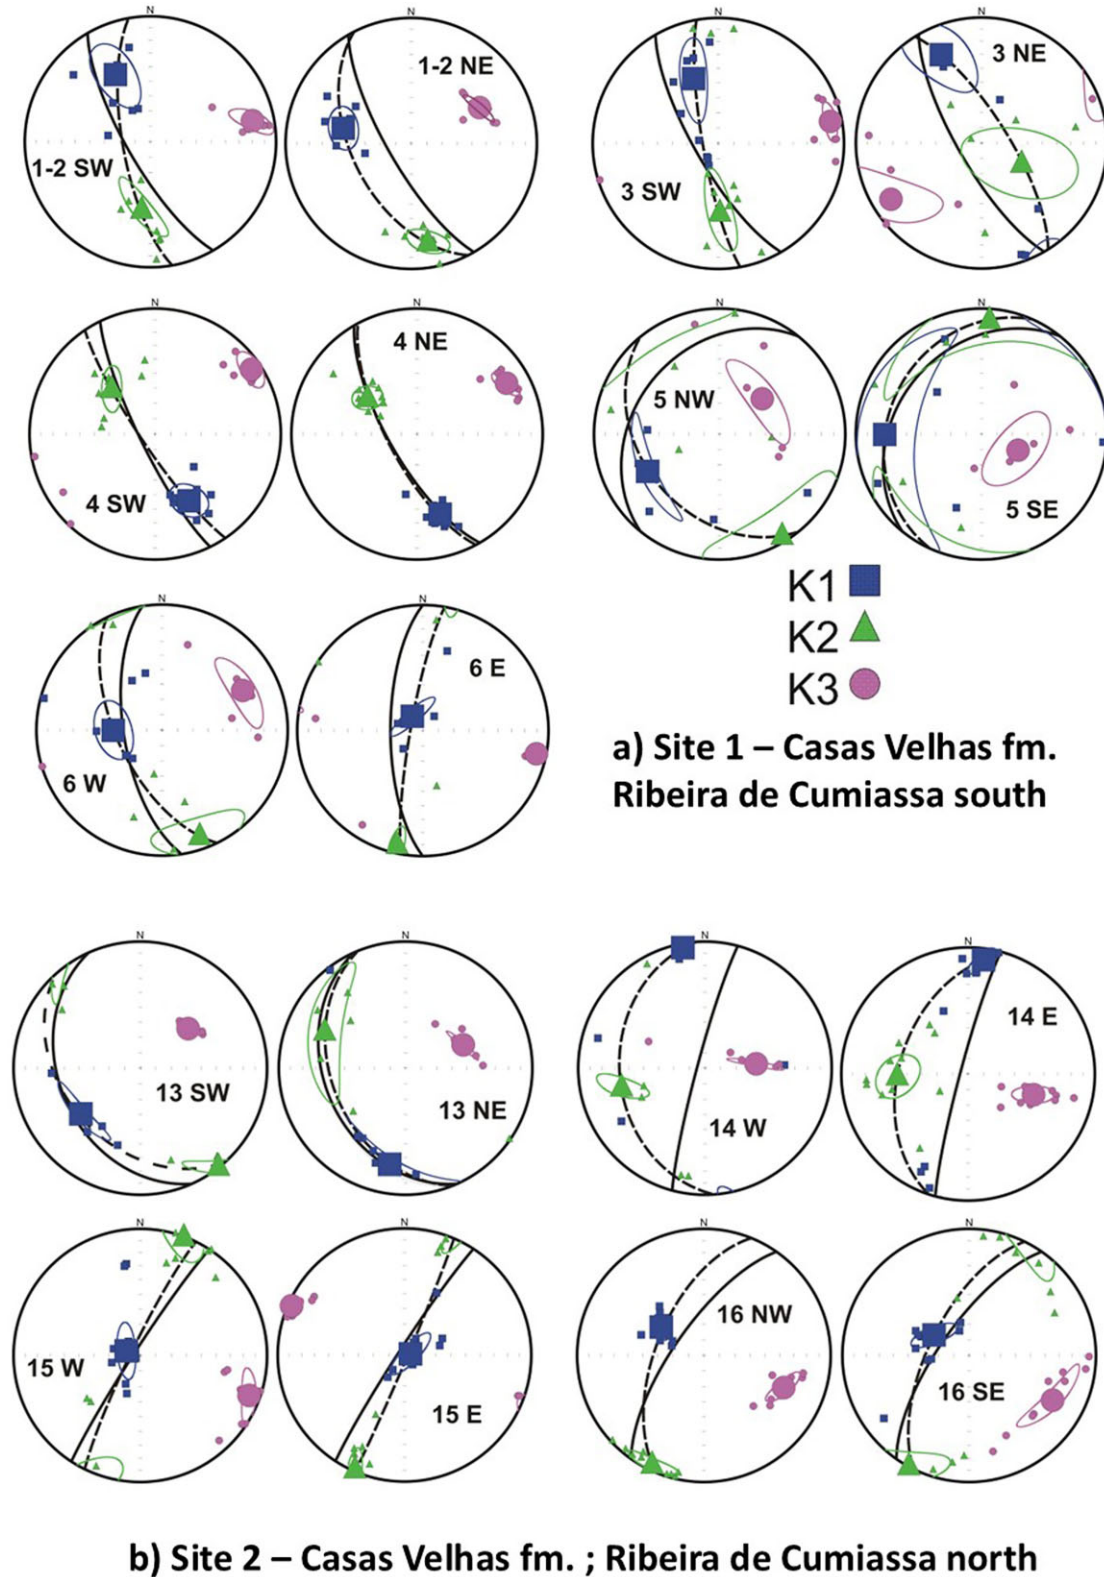 N
N
N
N
1-2 SW
1-2 NE
3 SW
3 NE
N
N
N
N
4 SW
4 NE
5 NW
5 SE
K1
K2
K3
N
N
6 W
6 E
a) Site 1 – Casas Velhas fm.
Ribeira de Cumiassa south
N
N
N
N
13 SW
13 NE
14 W
14 E
N
N
N
N
15 W
15 E
16 NW
16 SE
b) Site 2 – Casas Velhas fm. ; Ribeira de Cumiassa north